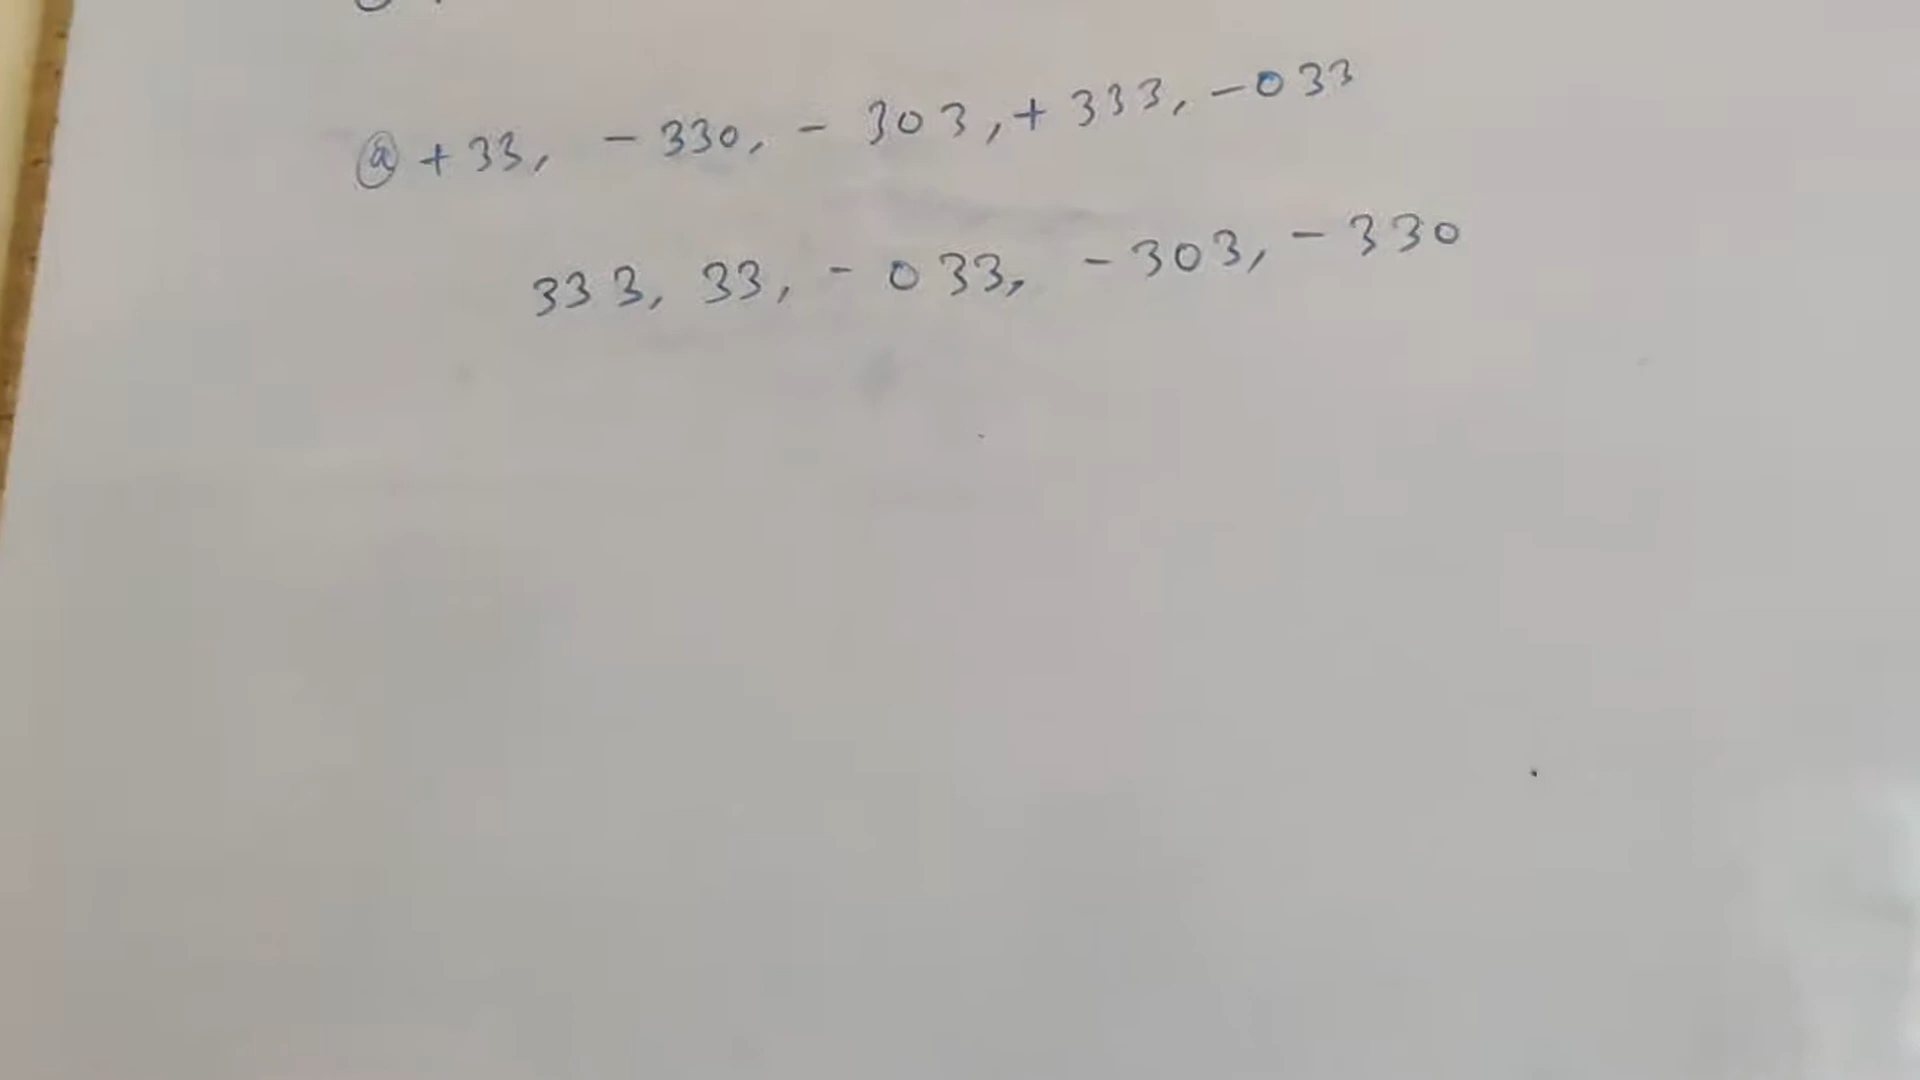 ⓐ +33, - 330, - 303, + 333, - 033
333, 33, - 033, - 303, - 330